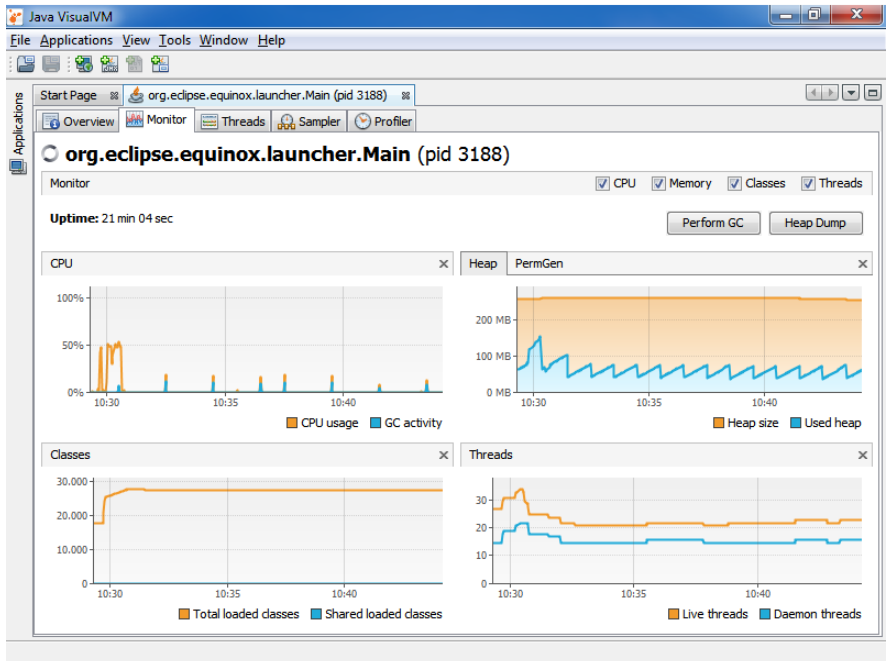 Java VisualVM
File Applications View Tools Window Help
Applications
Start Page org.eclipse.equinox.launcher.Main (pid 3188)
Overview Monitor Threads Sampler Profiler
org.eclipse.equinox.launcher.Main (pid 3188)
Monitor CPU Memory Classes Threads
Uptime: 21 min 04 sec Perform GC Heap Dump
CPU
100%
50%
0%
10:30 10:35 10:40
CPU usage GC activity
Heap PermGen
200 MB
100 MB
0 MB
10:30 10:35 10:40
Heap size Used heap
Classes
30.000
20.000
10.000
0
10:30 10:35 10:40
Total loaded classes Shared loaded classes
Threads
30
20
10
0
10:30 10:35 10:40
Live threads Daemon threads